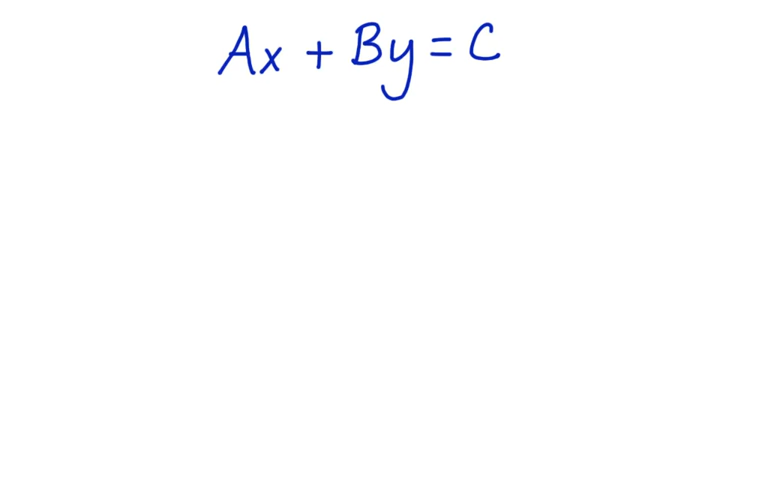 Ax + By = C